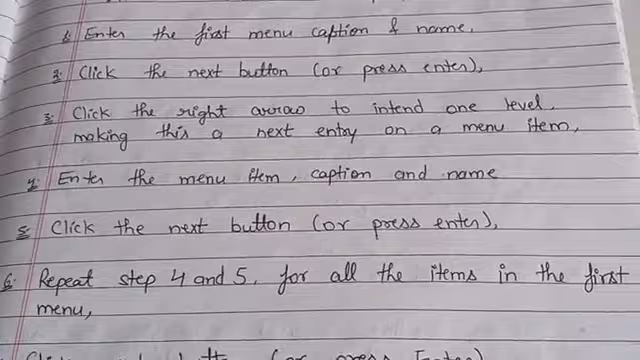 1. Enter the first menu caption & name.
2. Click the next button (or press enter),
3. Click the right arrow to intend one level.
making this a next entry on a menu item,
4. Enter the menu item, caption and name
5. Click the next button (or press enter),
6. Repeat step 4 and 5, for all the items in the first
menu,